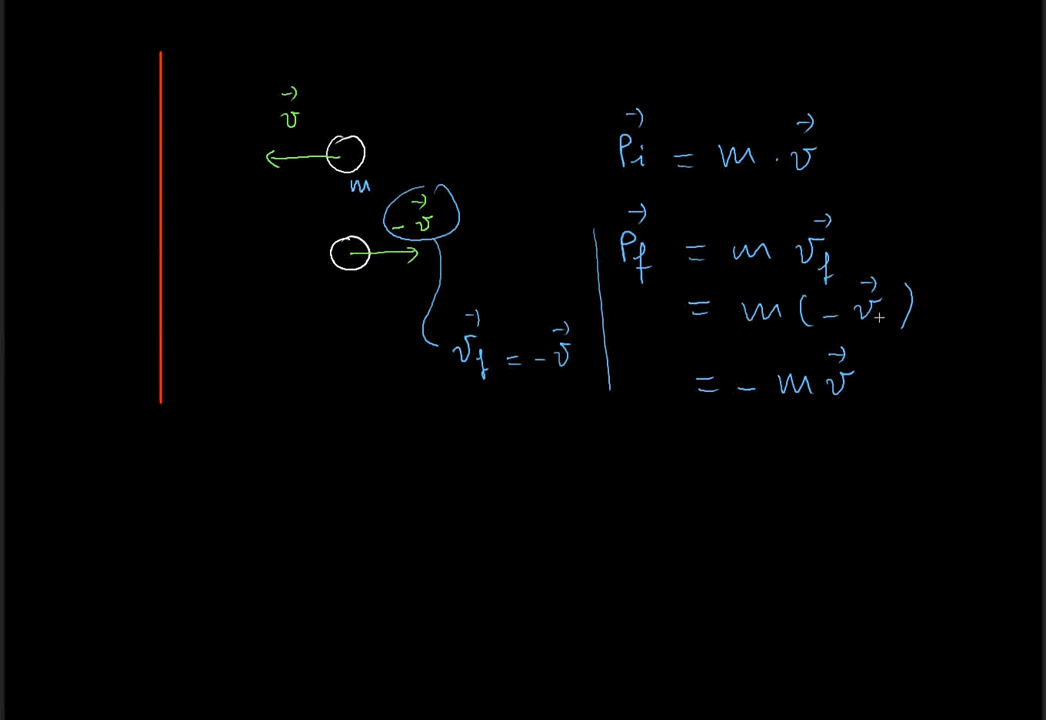 v⃗
m
-v⃗
v⃗f = -v⃗
P⃗i = m · v⃗
P⃗f = m v⃗f
= m(-v⃗)
= -m v⃗